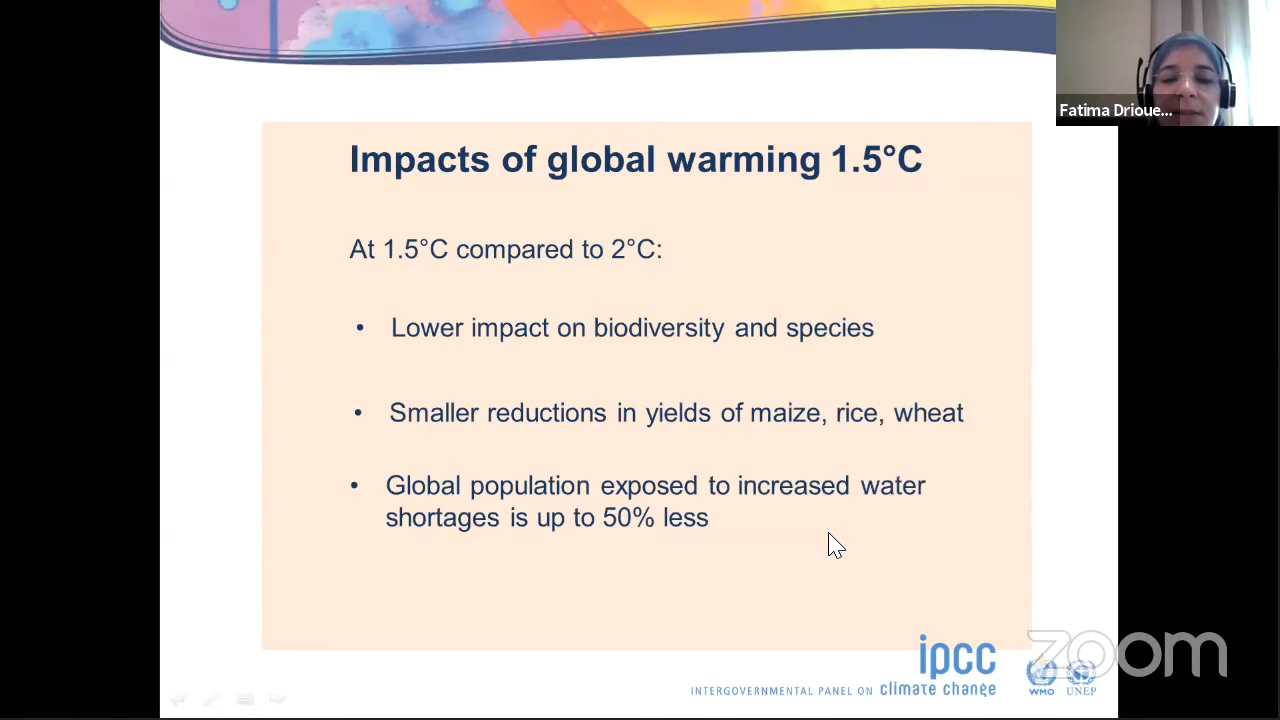 Fatima Drioue...
Impacts of global warming 1.5°C
At 1.5°C compared to 2°C:
• Lower impact on biodiversity and species
• Smaller reductions in yields of maize, rice, wheat
• Global population exposed to increased water
shortages is up to 50% less
ipcc
INTERGOVERNMENTAL PANEL ON climate change
WMO UNEP
zoom